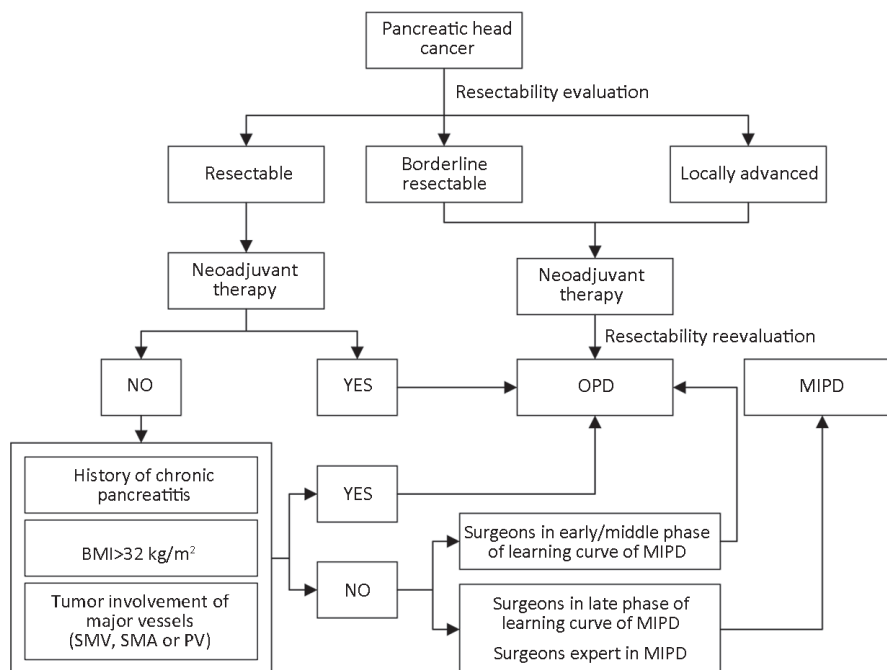 Pancreatic head
cancer
Resectability evaluation
Resectable
Borderline
resectable
Locally advanced
Neoadjuvant
therapy
Neoadjuvant
therapy
Resectability reevaluation
NO
YES
OPD
MIPD
History of chronic
pancreatitis
BMI>32 kg/m²
Tumor involvement of
major vessels
(SMV, SMA or PV)
YES
NO
Surgeons in early/middle phase
of learning curve of MIPD
Surgeons in late phase of
learning curve of MIPD
Surgeons expert in MIPD